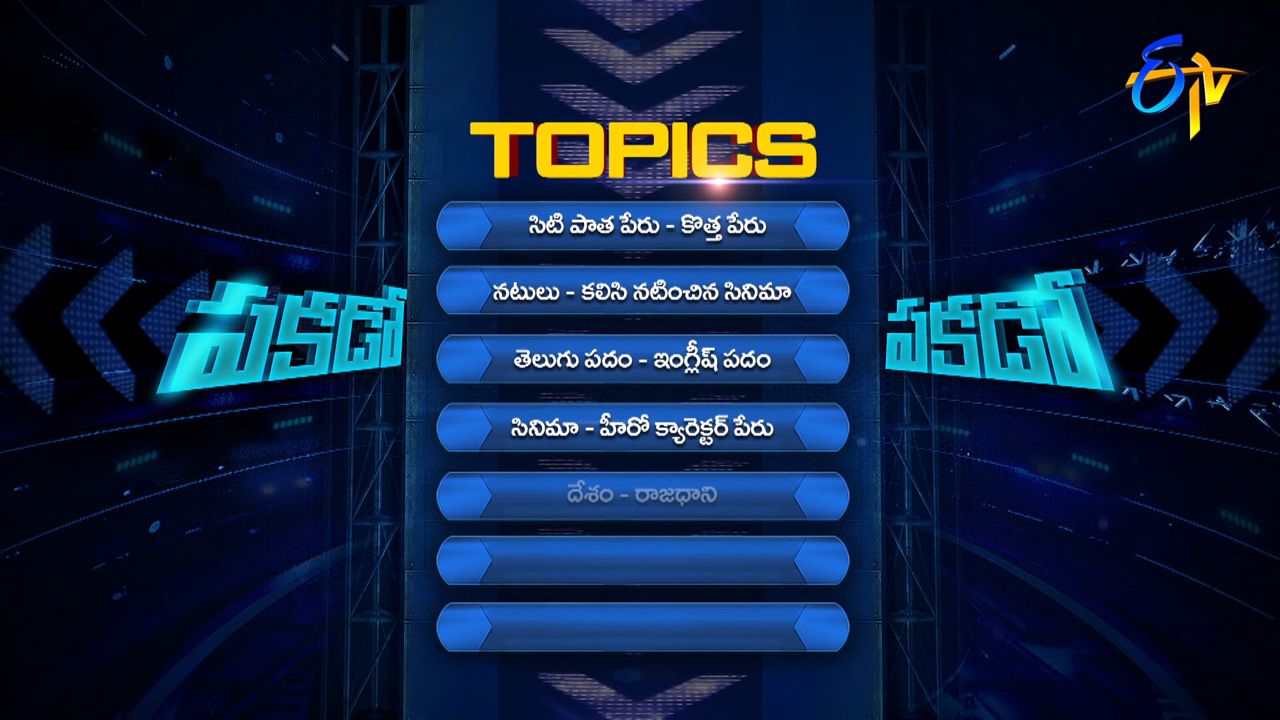 ETV
TOPICS
సిటి పాత పేరు - కొత్త పేరు
నటులు - కలిసి నటించిన సినిమా
పకడో
పకడో
తెలుగు పదం - ఇంగ్లీష్ పదం
సినిమా - హీరో క్యారెక్టర్ పేరు
దేశం - రాజధాని